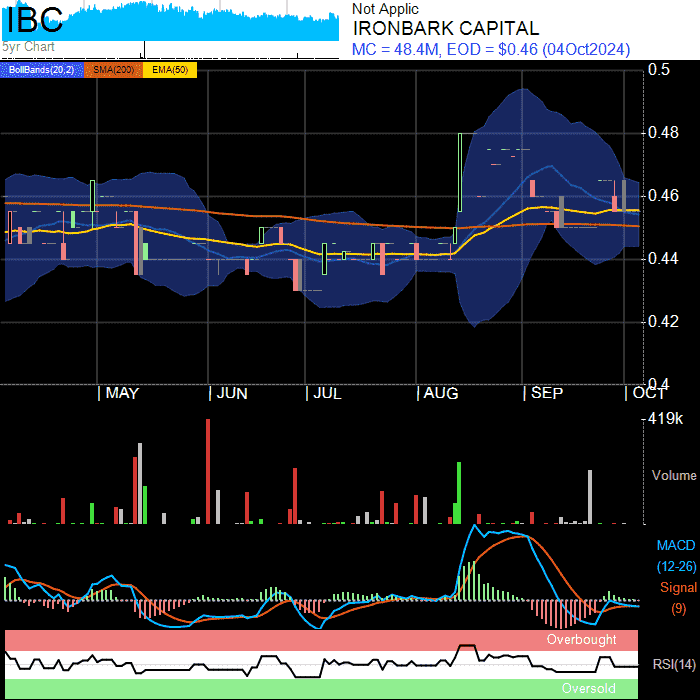 IBC
5yr Chart
Not Applic
IRONBARK CAPITAL
MC = 48.4M, EOD = $0.46 (04Oct2024)
BollBands(20,2) SMA(200) EMA(50)
0.5
0.48
0.46
0.44
0.42
0.4
MAY JUN JUL AUG SEP OCT
419k
Volume
MACD
(12-26)
Signal
(9)
Overbought
RSI(14)
Oversold